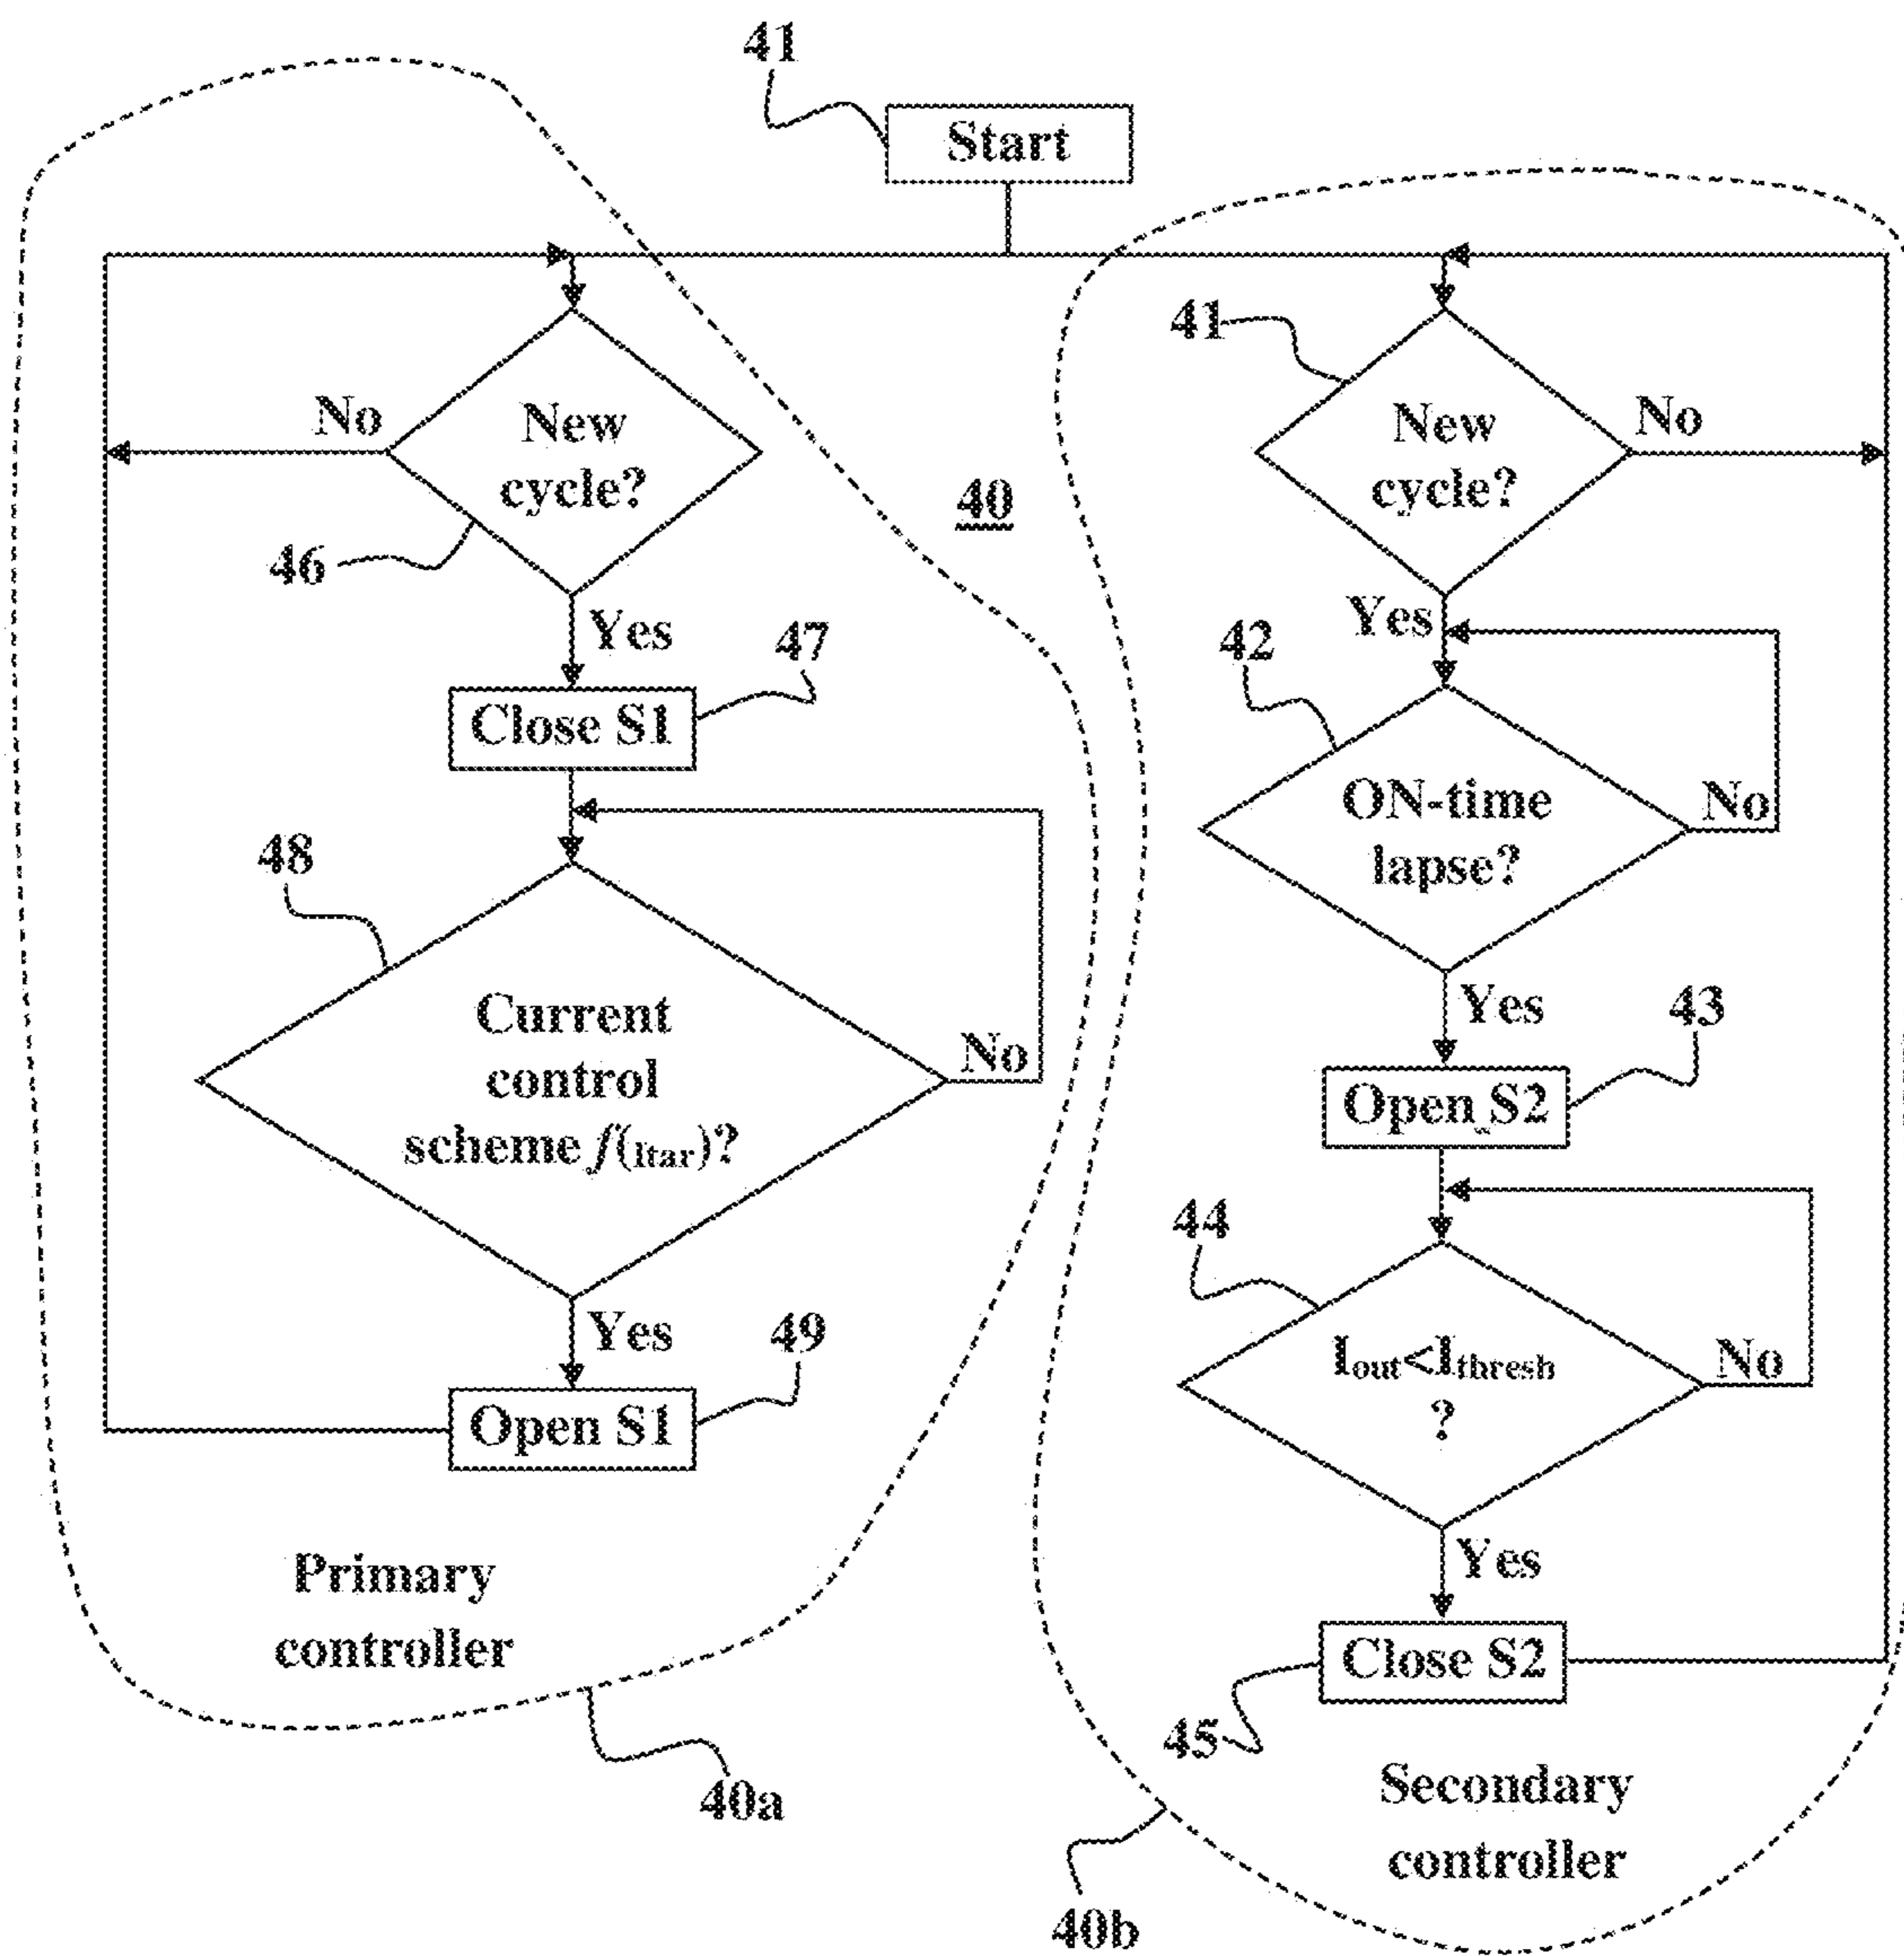 41
Start
No
New
cycle?
46
Yes
47
Close S1
48
Current
control
scheme f(Itar)?
No
Yes
49
Open S1
Primary
controller
40a
40
41
New
cycle?
No
Yes
42
ON-time
lapse?
No
Yes
43
Open S2
44
Iout<Ithresh
?
No
Yes
Close S2
45
Secondary
controller
40b